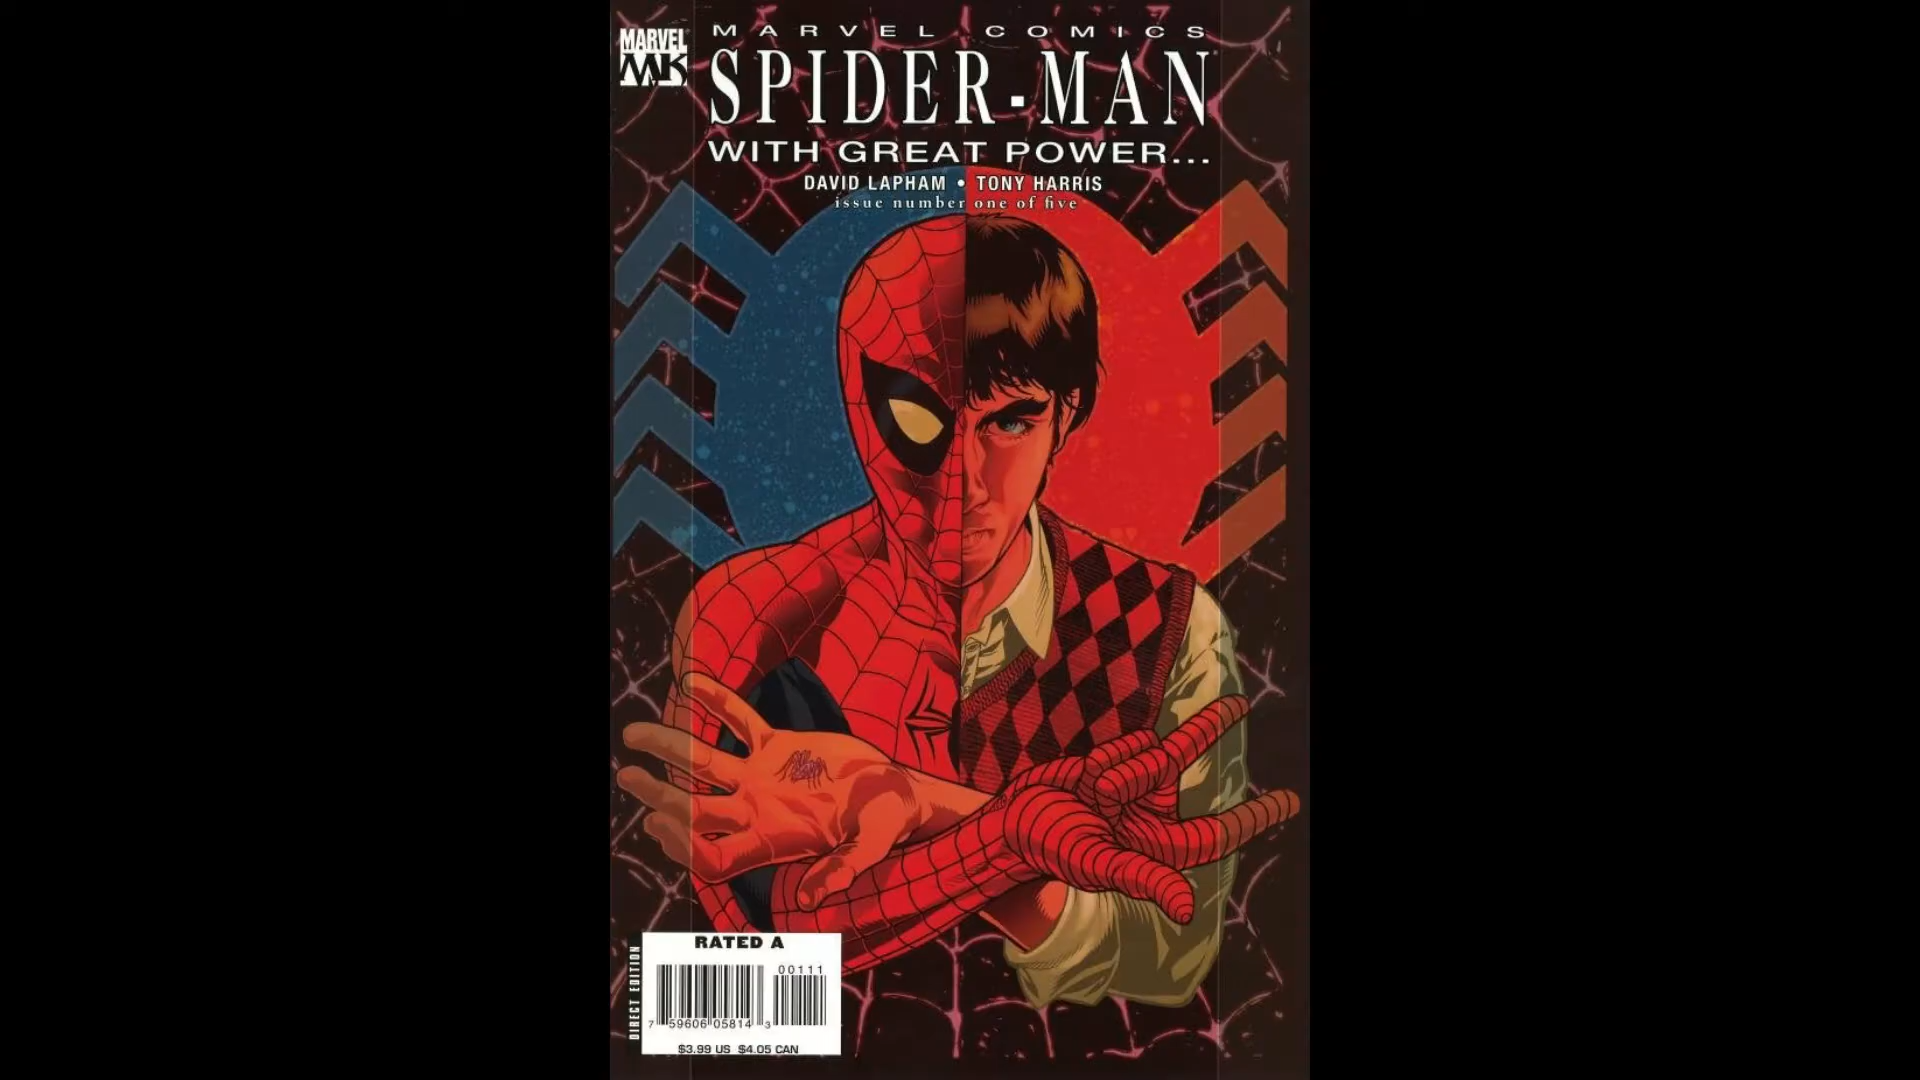 MARVEL COMICS
MARVEL
MK
SPIDER-MAN
WITH GREAT POWER...
DAVID LAPHAM • TONY HARRIS
issue number one of five
RATED A
00111
7 59606 05814 3
$3.99 US $4.05 CAN
DIRECT EDITION